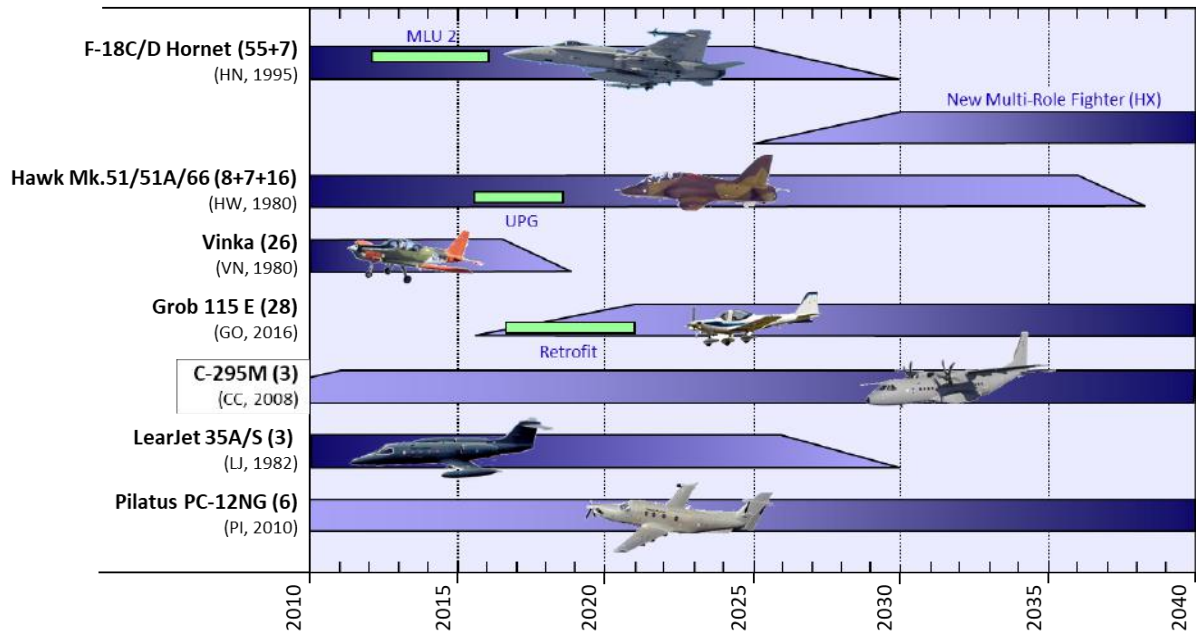 F-18C/D Hornet (55+7)
(HN, 1995)
MLU 2
New Multi-Role Fighter (HX)
Hawk Mk.51/51A/66 (8+7+16)
(HW, 1980)
UPG
Vinka (26)
(VN, 1980)
Grob 115 E (28)
(GO, 2016)
Retrofit
C-295M (3)
(CC, 2008)
LearJet 35A/S (3)
(LJ, 1982)
Pilatus PC-12NG (6)
(PI, 2010)
2010
2015
2020
2025
2030
2035
2040